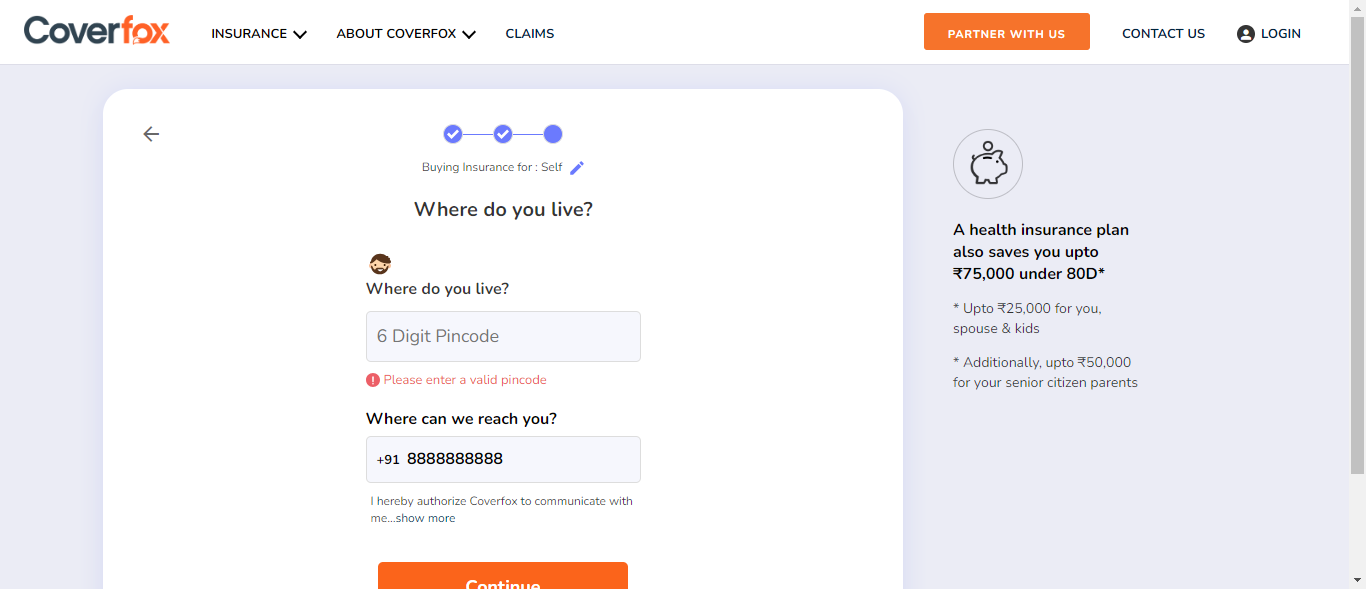 Coverfox
INSURANCE
ABOUT COVERFOX
CLAIMS
PARTNER WITH US
CONTACT US
LOGIN
Buying Insurance for : Self
Where do you live?
Where do you live?
6 Digit Pincode
Please enter a valid pincode
Where can we reach you?
+91 8888888888
I hereby authorize Coverfox to communicate with
me...show more
Continue
A health insurance plan
also saves you upto
₹75,000 under 80D*
* Upto ₹25,000 for you,
spouse & kids
* Additionally, upto ₹50,000
for your senior citizen parents